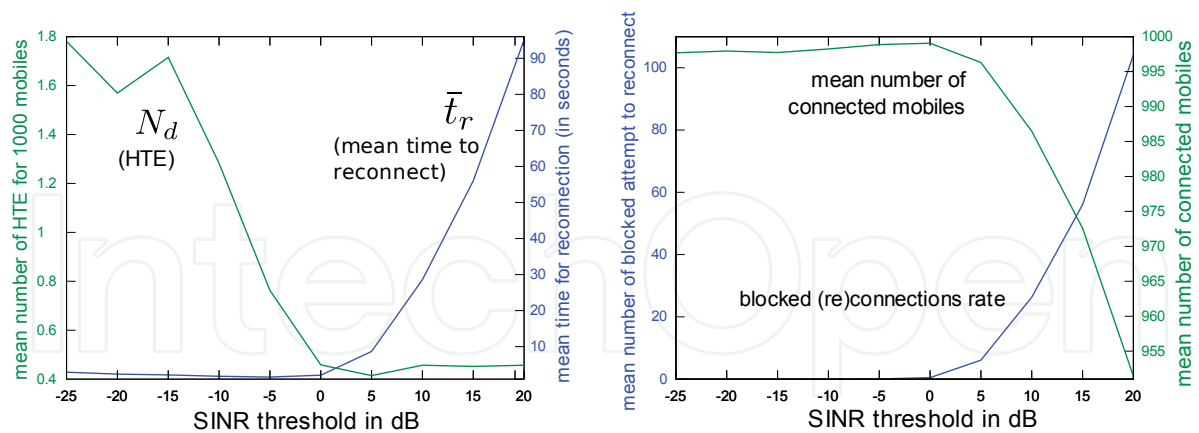 mean number of HTE for 1000 mobiles
1.8
1.6
1.4
1.2
1
0.8
0.6
0.4
N_d
(HTE)
t̄_r
(mean time to
reconnect)
90
80
70
60
50
40
30
20
10
mean time for reconnection (in seconds)
-25 -20 -15 -10 -5 0 5 10 15 20
SINR threshold in dB
mean number of blocked attempt to reconnect
100
80
60
40
20
0
mean number of
connected mobiles
blocked (re)connections rate
1000
995
990
985
980
975
970
965
960
955
mean number of connected mobiles
-25 -20 -15 -10 -5 0 5 10 15 20
SINR threshold in dB
IntechOpen